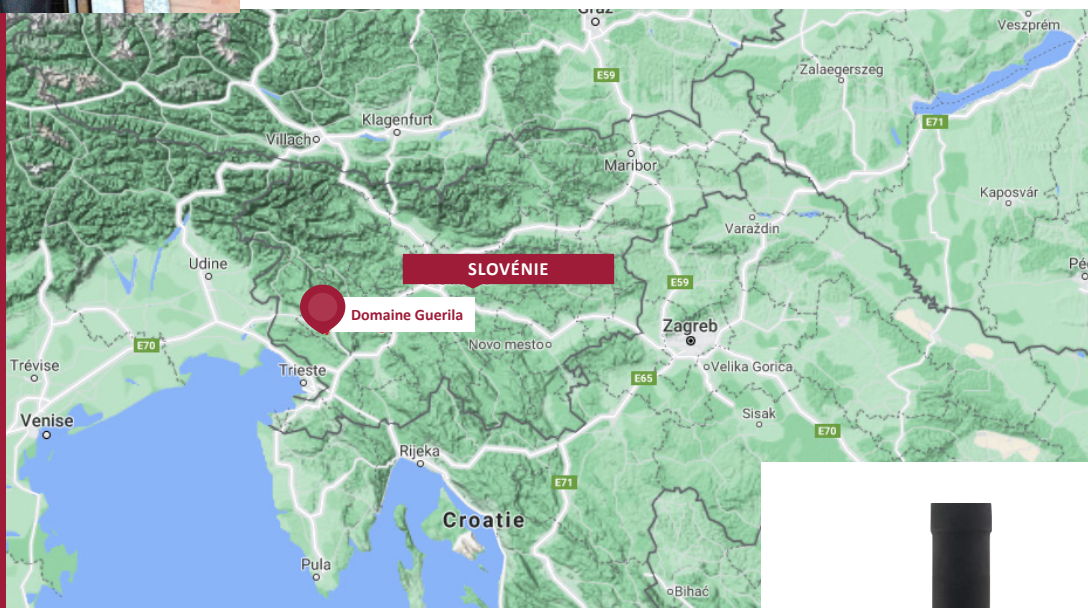 Graz
Veszprém
Zalaegerszeg
E59
E71
Klagenfurt
Villach
Maribor
Kaposvár
Varaždin
Udine
SLOVÉNIE
E59
Domaine Guerila
Zagreb
E70
Novo mesto
Trévise
Trieste
Velika Gorica
E65
Sisak
Venise
E70
Rijeka
E71
Croatie
Pula
Bihać